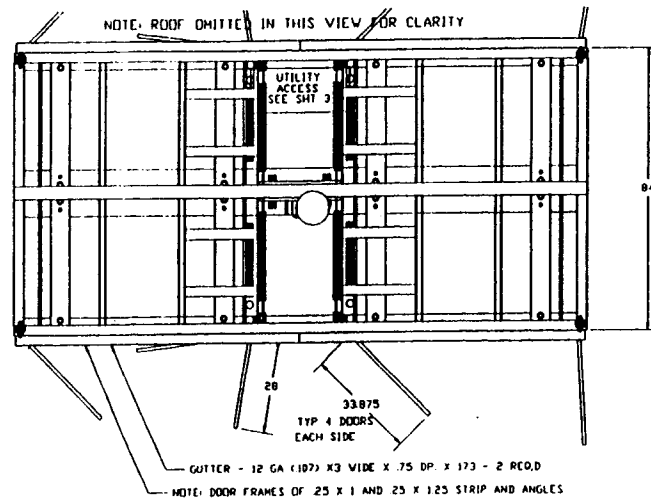 NOTE: ROOF OMITTED IN THIS VIEW FOR CLARITY
UTILITY
ACCESS
SEE SHT 3
84
28
33.875
TYP 4 DOORS
EACH SIDE
GUTTER - 12 GA (.107) X3 WIDE X .75 DP. X 173 - 2 REQ,D
NOTE: DOOR FRAMES OF .25 X 1 AND .25 X 1.25 STRIP AND ANGLES